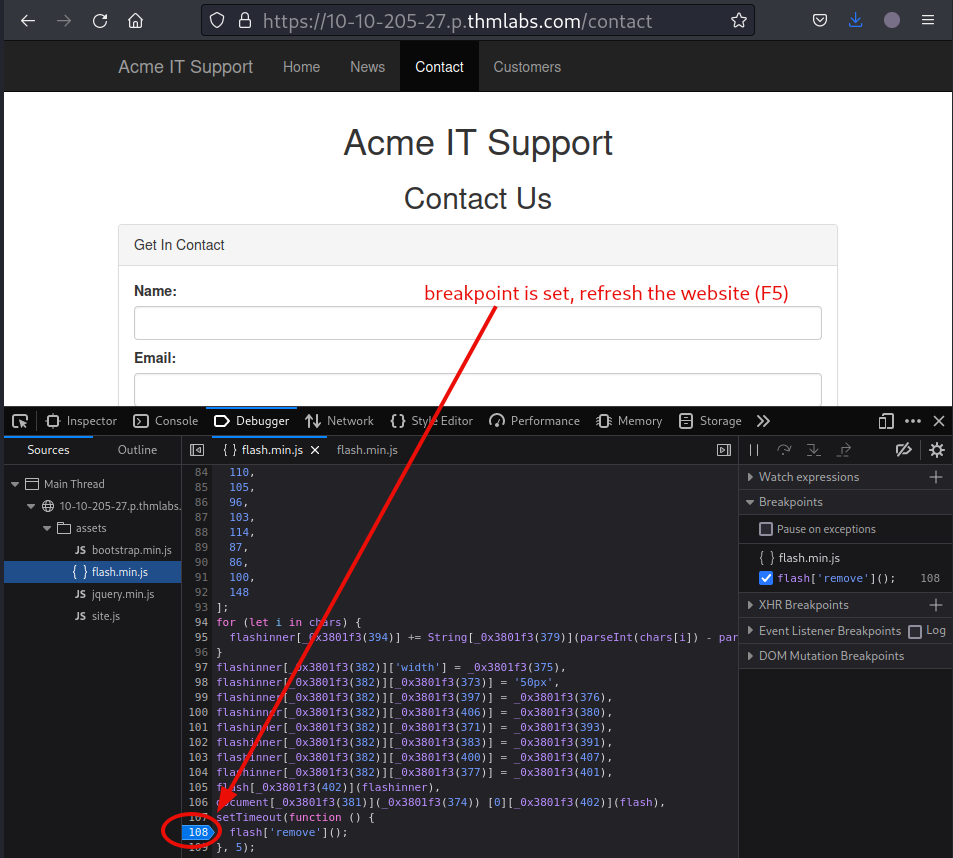 https://10-10-205-27.p.thmlabs.com/contact
Acme IT Support Home News Contact Customers
Acme IT Support
Contact Us
Get In Contact
Name:
breakpoint is set, refresh the website (F5)
Email:
Inspector Console Debugger Network Style Editor Performance Memory Storage
Sources Outline { } flash.min.js flash.min.js
Main Thread
10-10-205-27.p.thmlabs.
assets
JS bootstrap.min.js
{ } flash.min.js
JS jquery.min.js
JS site.js
84 110,
85 105,
86 96,
87 103,
88 114,
89 87,
90 86,
91 100,
92 148
93 ];
94 for (let i in chars) {
95 flashinner[_0x3801f3(394)] += String[_0x3801f3(379)](parseInt(chars[i]) - par
96 }
97 flashinner[_0x3801f3(382)]['width'] = _0x3801f3(375),
98 flashinner[_0x3801f3(382)][_0x3801f3(373)] = '50px',
99 flashinner[_0x3801f3(382)][_0x3801f3(397)] = _0x3801f3(376),
100 flashinner[_0x3801f3(382)][_0x3801f3(406)] = _0x3801f3(380),
101 flashinner[_0x3801f3(382)][_0x3801f3(371)] = _0x3801f3(393),
102 flashinner[_0x3801f3(382)][_0x3801f3(383)] = _0x3801f3(391),
103 flashinner[_0x3801f3(382)][_0x3801f3(400)] = _0x3801f3(407),
104 flashinner[_0x3801f3(382)][_0x3801f3(377)] = _0x3801f3(401),
105 flash[_0x3801f3(402)](flashinner),
106 document[_0x3801f3(381)](_0x3801f3(374)) [0][_0x3801f3(402)](flash),
107 setTimeout(function () {
108 flash['remove']();
109 }, 5);
Watch expressions
Breakpoints
Pause on exceptions
{ } flash.min.js
flash['remove'](); 108
XHR Breakpoints
Event Listener Breakpoints Log
DOM Mutation Breakpoints